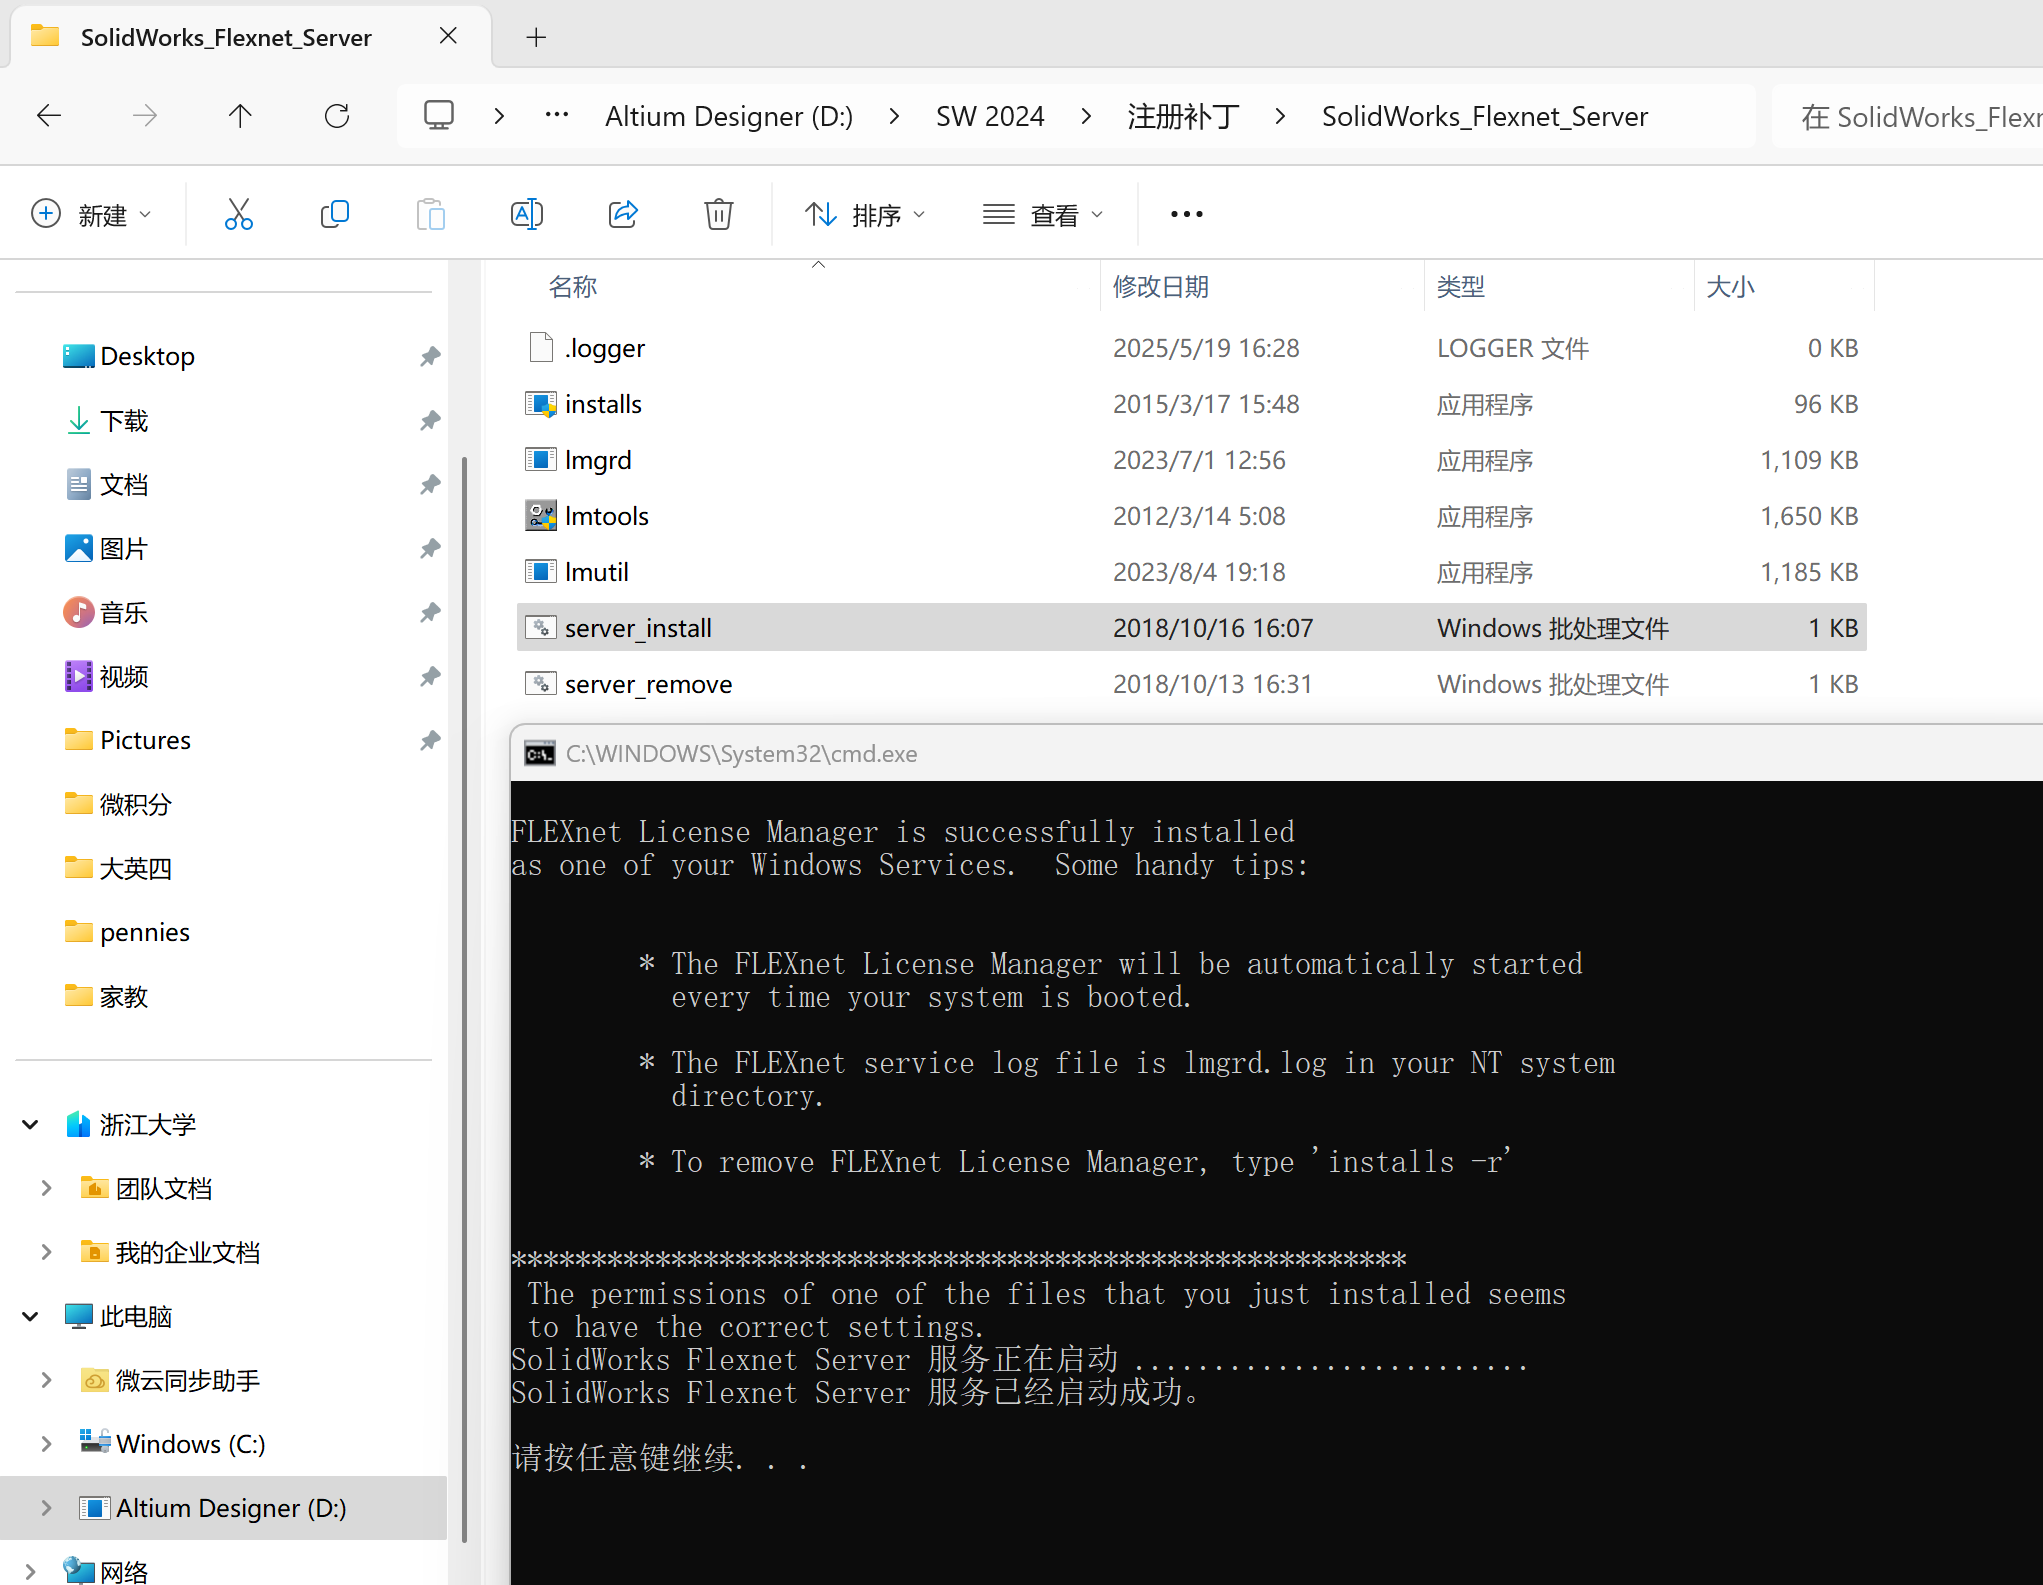 SolidWorks_Flexnet_Server
Altium Designer (D:) SW 2024 注册补丁 SolidWorks_Flexnet_Server
在 SolidWorks_Flexn
新建 排序 查看
名称 修改日期 类型 大小
.logger 2025/5/19 16:28 LOGGER 文件 0 KB
installs 2015/3/17 15:48 应用程序 96 KB
lmgrd 2023/7/1 12:56 应用程序 1,109 KB
lmtools 2012/3/14 5:08 应用程序 1,650 KB
lmutil 2023/8/4 19:18 应用程序 1,185 KB
server_install 2018/10/16 16:07 Windows 批处理文件 1 KB
server_remove 2018/10/13 16:31 Windows 批处理文件 1 KB
Desktop
下载
文档
图片
音乐
视频
Pictures
微积分
大英四
pennies
家教
浙江大学
团队文档
我的企业文档
此电脑
微云同步助手
Windows (C:)
Altium Designer (D:)
网络
C:\WINDOWS\System32\cmd.exe
FLEXnet License Manager is successfully installed
as one of your Windows Services.  Some handy tips:
* The FLEXnet License Manager will be automatically started
every time your system is booted.
* The FLEXnet service log file is lmgrd.log in your NT system
directory.
* To remove FLEXnet License Manager, type 'installs -r'
********************************************************
The permissions of one of the files that you just installed seems
to have the correct settings.
SolidWorks Flexnet Server 服务正在启动 .........................
SolidWorks Flexnet Server 服务已经启动成功。
请按任意键继续. . .